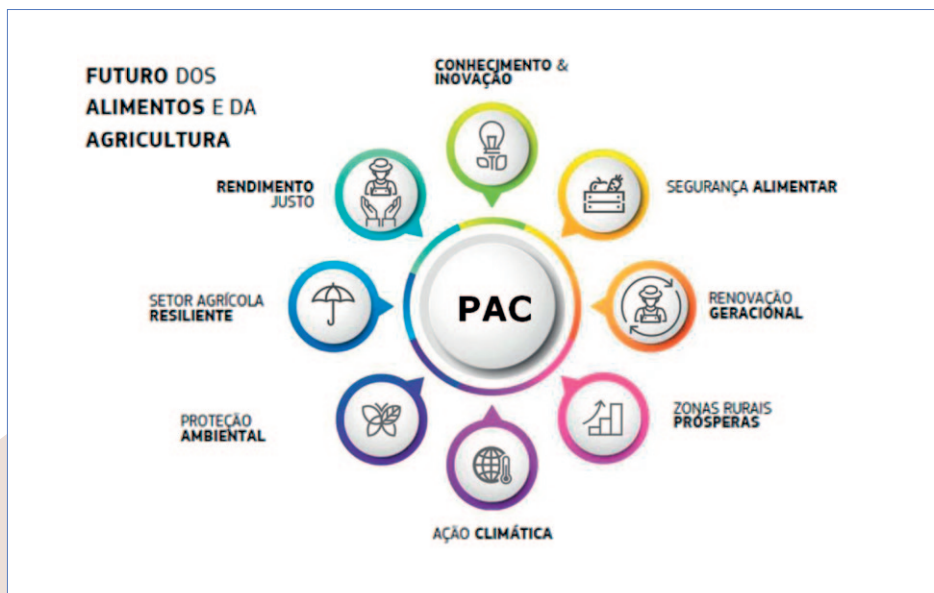 FUTURO DOS
ALIMENTOS E DA
AGRICULTURA
CONHECIMENTO &
INOVAÇÃO
SEGURANÇA ALIMENTAR
RENOVAÇÃO
GERACIÓNAL
ZONAS RURAIS
PRÓSPERAS
AÇÃO CLIMÁTICA
PROTEÇÃO
AMBIENTAL
SETOR AGRÍCOLA
RESILIENTE
RENDIMENTO
JUSTO
PAC